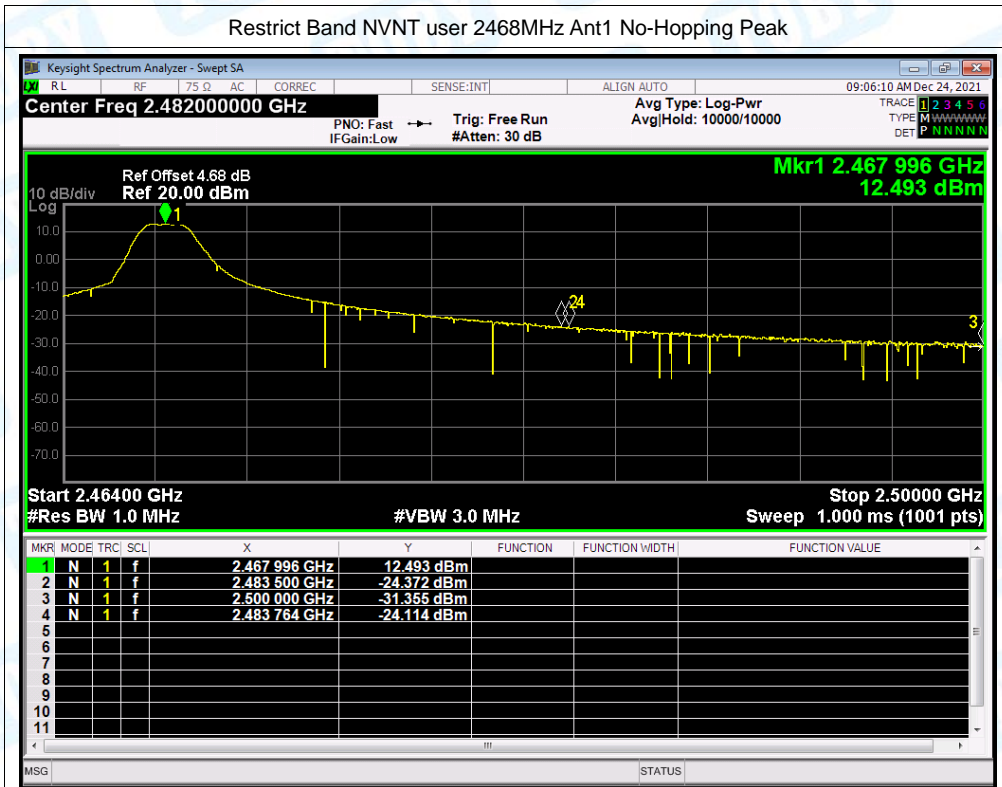 Restrict Band NVNT user 2468MHz Ant1 No-Hopping Peak
Keysight Spectrum Analyzer - Swept SA
LXI RL RF 75 Ω AC CORREC SENSE:INT ALIGN AUTO 09:06:10 AM Dec 24, 2021
Center Freq 2.482000000 GHz
PNO: Fast
IFGain:Low
Trig: Free Run
#Atten: 30 dB
Avg Type: Log-Pwr
Avg|Hold: 10000/10000
TRACE 1 2 3 4 5 6
TYPE M W W W W W
DET P N N N N N
Mkr1 2.467 996 GHz
12.493 dBm
Ref Offset 4.68 dB
10 dB/div Ref 20.00 dBm
Log
1
10.0
0.00
-10.0
-20.0
24
3
-30.0
-40.0
-50.0
-60.0
-70.0
Start 2.46400 GHz Stop 2.50000 GHz
#Res BW 1.0 MHz #VBW 3.0 MHz Sweep 1.000 ms (1001 pts)
MKR MODE TRC SCL X Y FUNCTION FUNCTION WIDTH FUNCTION VALUE
1 N 1 f 2.467 996 GHz 12.493 dBm
2 N 1 f 2.483 500 GHz -24.372 dBm
3 N 1 f 2.500 000 GHz -31.355 dBm
4 N 1 f 2.483 764 GHz -24.114 dBm
5
6
7
8
9
10
11
MSG STATUS